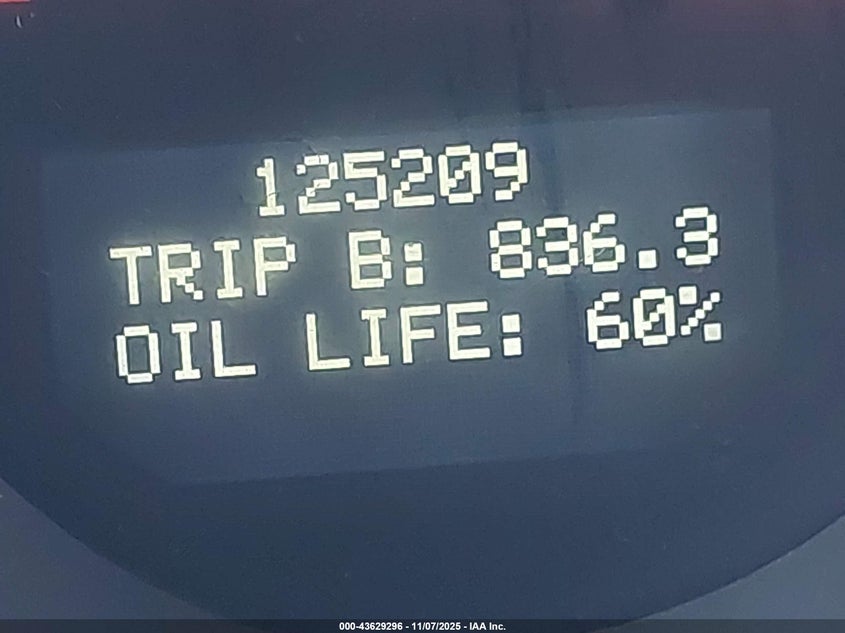 125209
TRIP B: 836.3
OIL LIFE: 60%
000-43629296 - 11/07/2025 - IAA Inc.